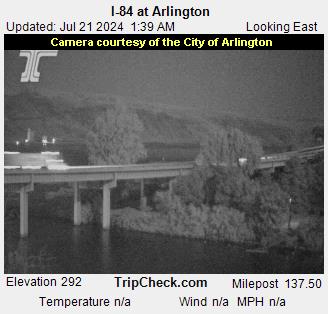 I-84 at Arlington
Updated: Jul 21 2024 1:39 AM Looking East
Camera courtesy of the City of Arlington
Elevation 292 TripCheck.com Milepost 137.50
Temperature n/a Wind n/a MPH n/a